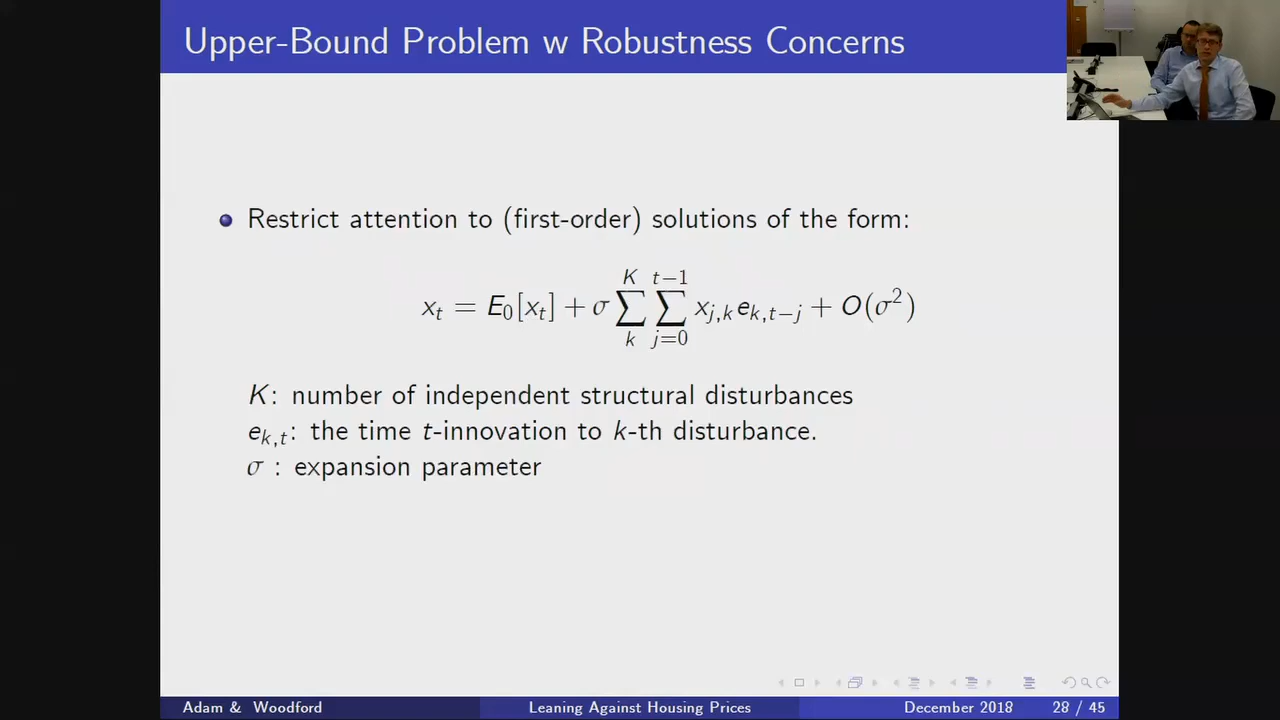 Upper-Bound Problem w Robustness Concerns
Restrict attention to (first-order) solutions of the form:
x_t = E_0[x_t] + σ ∑_k^K ∑_{j=0}^{t−1} x_{j,k} e_{k,t−j} + O(σ²)
K: number of independent structural disturbances
e_{k,t}: the time t-innovation to k-th disturbance.
σ : expansion parameter
Adam & Woodford
Leaning Against Housing Prices
December 2018
28 / 45